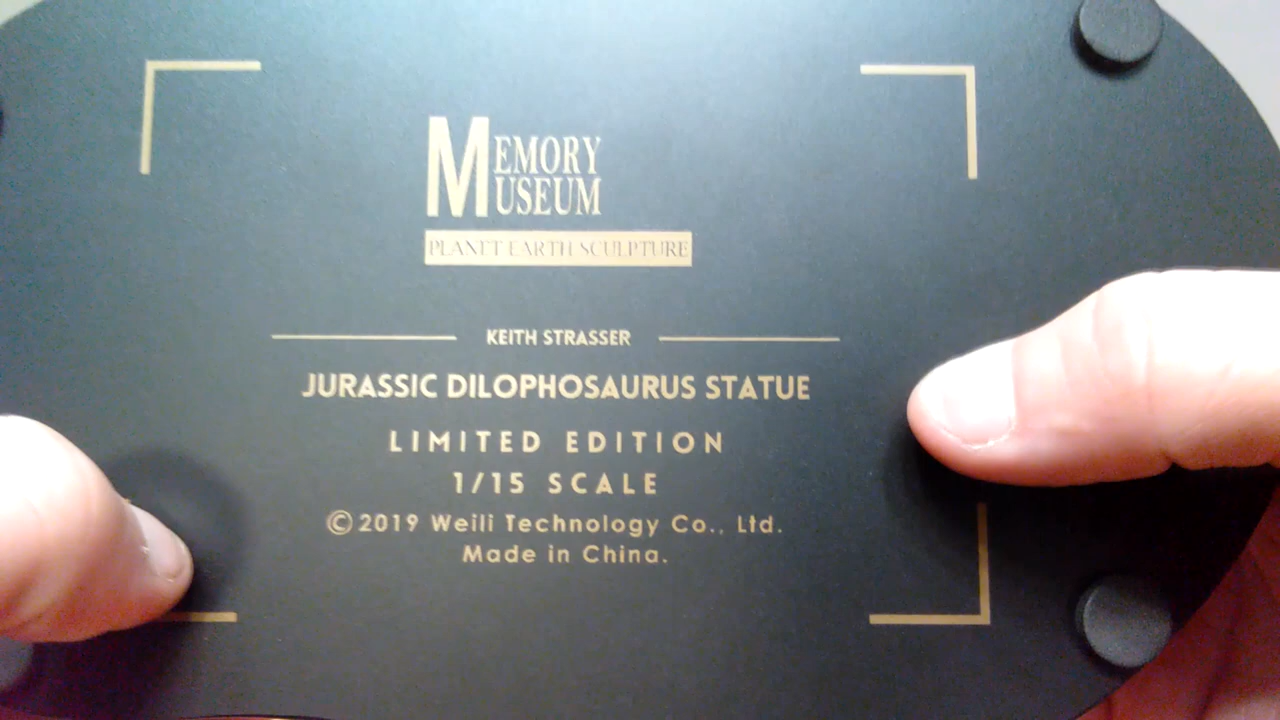 MEMORY
MUSEUM
PLANET EARTH SCULPTURE
KEITH STRASSER
JURASSIC DILOPHOSAURUS STATUE
LIMITED EDITION
1/15 SCALE
©2019 Weili Technology Co., Ltd.
Made in China.